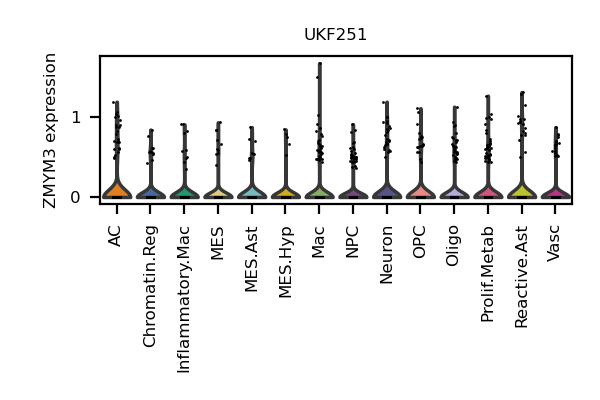 UKF251
ZMYM3 expression
1
0
AC
Chromatin.Reg
Inflammatory.Mac
MES
MES.Ast
MES.Hyp
Mac
NPC
Neuron
OPC
Oligo
Prolif.Metab
Reactive.Ast
Vasc